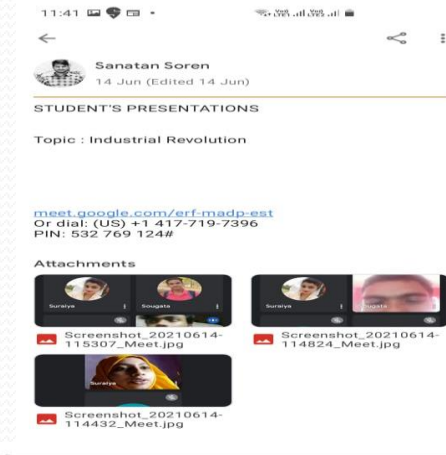 11:41
Sanatan Soren
14 Jun (Edited 14 Jun)
STUDENT'S PRESENTATIONS
Topic : Industrial Revolution
meet.google.com/erf-madp-est
Or dial: (US) +1 417-719-7396
PIN: 532 769 124#
Attachments
Suraiya
Sougata
Suraiya
Screenshot_20210614-
115307_Meet.jpg
Screenshot_20210614-
114824_Meet.jpg
Suraiya
Screenshot_20210614-
114432_Meet.jpg